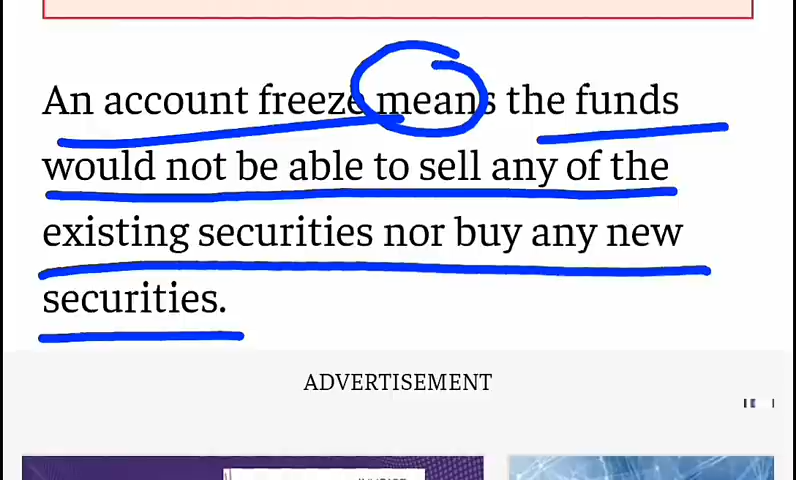 An account freeze means the funds
would not be able to sell any of the
existing securities nor buy any new
securities.
ADVERTISEMENT